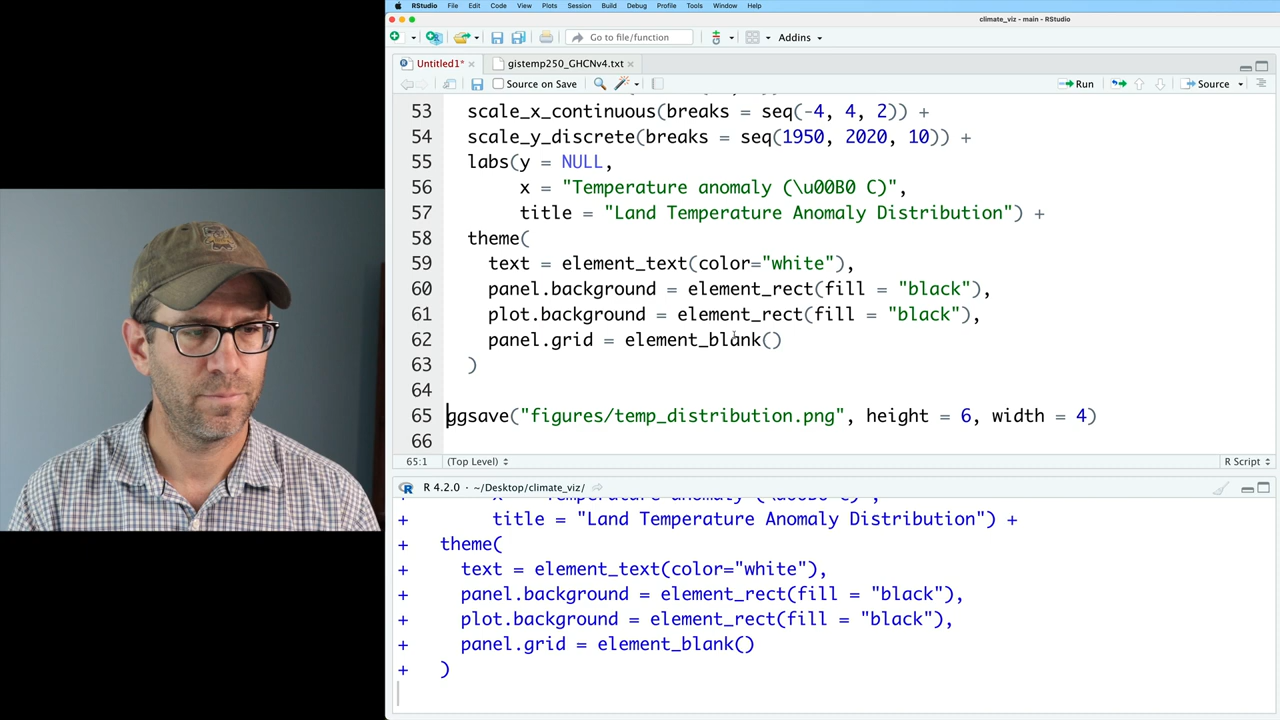 RStudio File Edit Code View Plots Session Build Debug Profile Tools Window Help
climate_viz - main - RStudio
Go to file/function Addins
Untitled1* gistemp250_GHCNv4.txt
Source on Save Run Source
53 scale_x_continuous(breaks = seq(-4, 4, 2)) +
54 scale_y_discrete(breaks = seq(1950, 2020, 10)) +
55 labs(y = NULL,
56 x = "Temperature anomaly (\u00B0 C)",
57 title = "Land Temperature Anomaly Distribution") +
58 theme(
59 text = element_text(color="white"),
60 panel.background = element_rect(fill = "black"),
61 plot.background = element_rect(fill = "black"),
62 panel.grid = element_blank()
63 )
64
65 ggsave("figures/temp_distribution.png", height = 6, width = 4)
66
65:1 (Top Level) R Script
R 4.2.0 · ~/Desktop/climate_viz/
+ title = "Land Temperature Anomaly Distribution") +
+ theme(
+ text = element_text(color="white"),
+ panel.background = element_rect(fill = "black"),
+ plot.background = element_rect(fill = "black"),
+ panel.grid = element_blank()
+ )